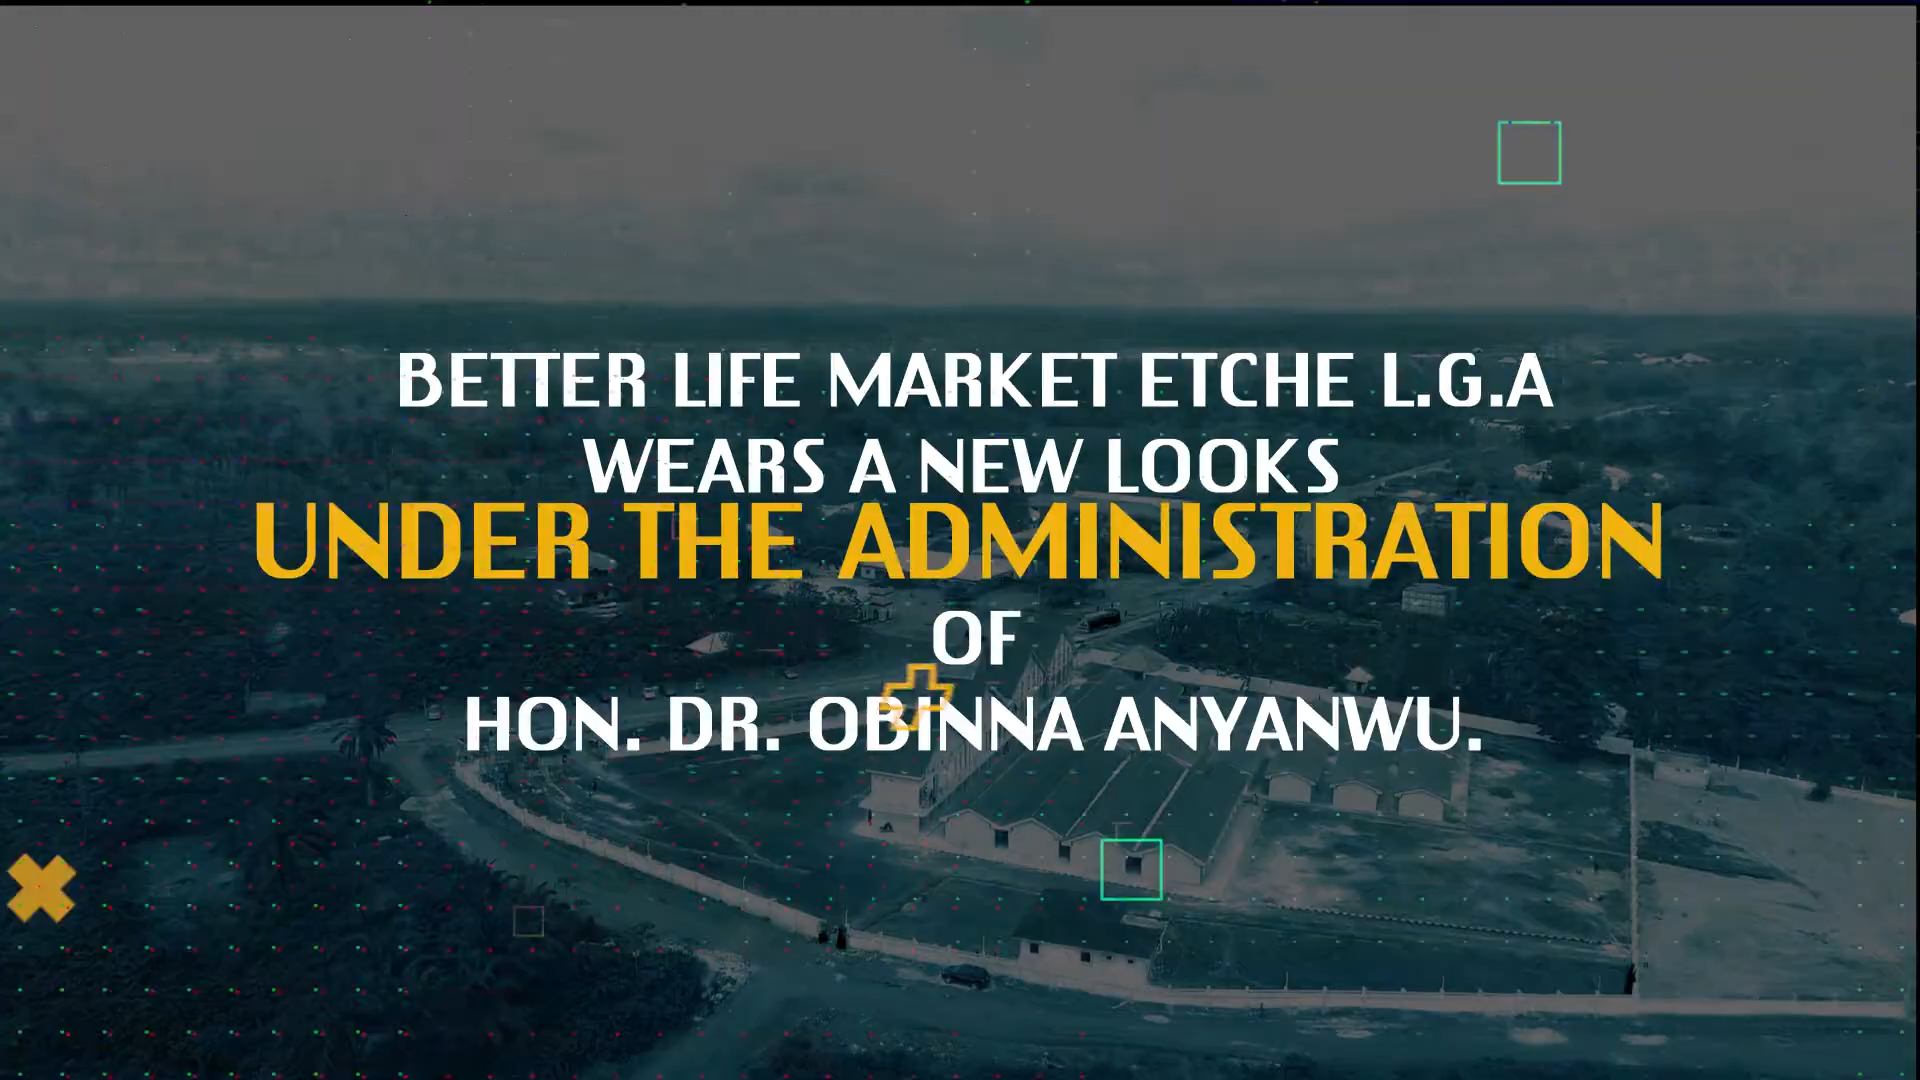 BETTER LIFE MARKET ETCHE L.G.A
WEARS A NEW LOOKS
UNDER THE ADMINISTRATION
OF
HON. DR. OBINNA ANYANWU.